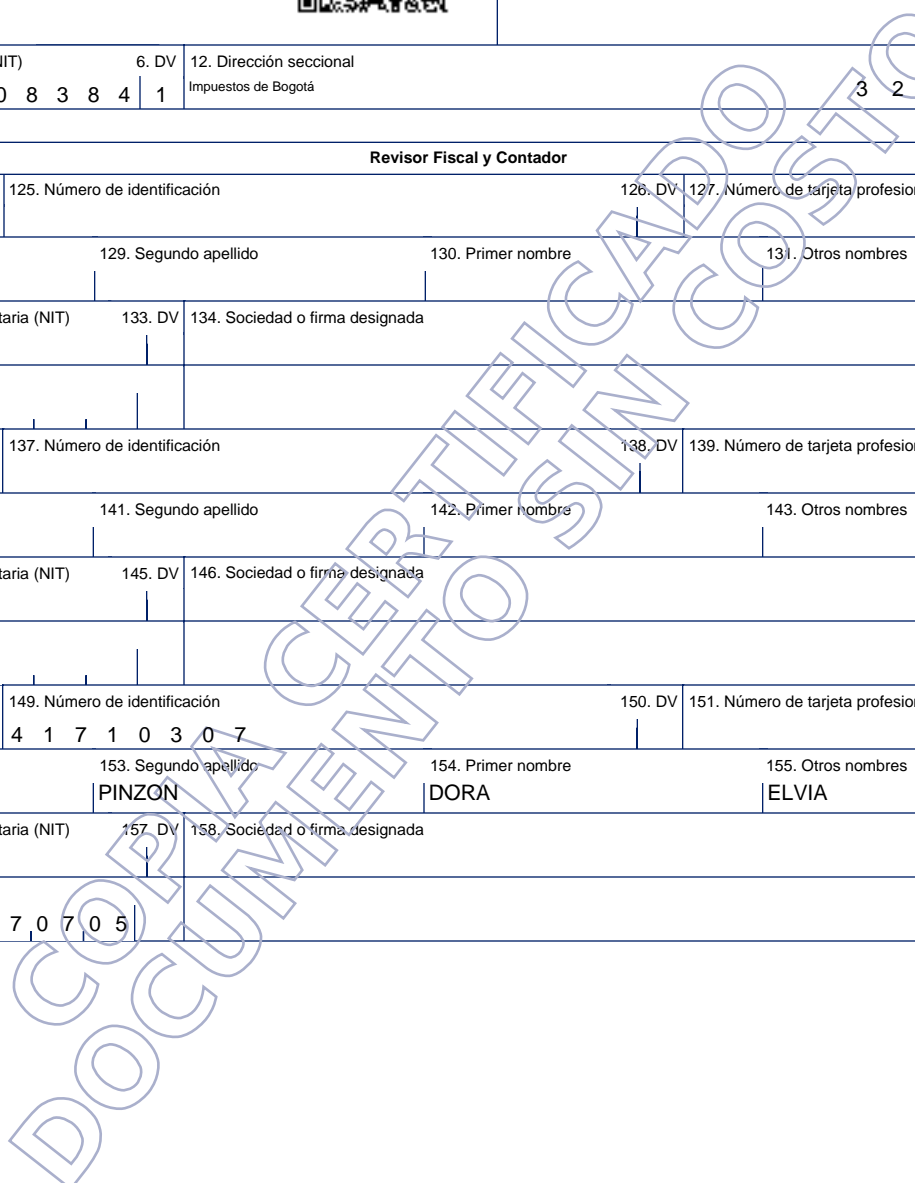 NIT) 6. DV 12. Dirección seccional
0 8 3 8 4 1 Impuestos de Bogotá 3 2
Revisor Fiscal y Contador
125. Número de identificación 126. DV 127. Número de tarjeta profesion
129. Segundo apellido 130. Primer nombre 131. Otros nombres
taria (NIT) 133. DV 134. Sociedad o firma designada
137. Número de identificación 138. DV 139. Número de tarjeta profesion
141. Segundo apellido 142. Primer nombre 143. Otros nombres
taria (NIT) 145. DV 146. Sociedad o firma designada
149. Número de identificación 150. DV 151. Número de tarjeta profesion
4 1 7 1 0 3 0 7
153. Segundo apellido 154. Primer nombre 155. Otros nombres
PINZON DORA ELVIA
taria (NIT) 157. DV 158. Sociedad o firma designada
7 0 7 0 5
COPIA CERTIFICADO
DOCUMENTO SIN COSTO